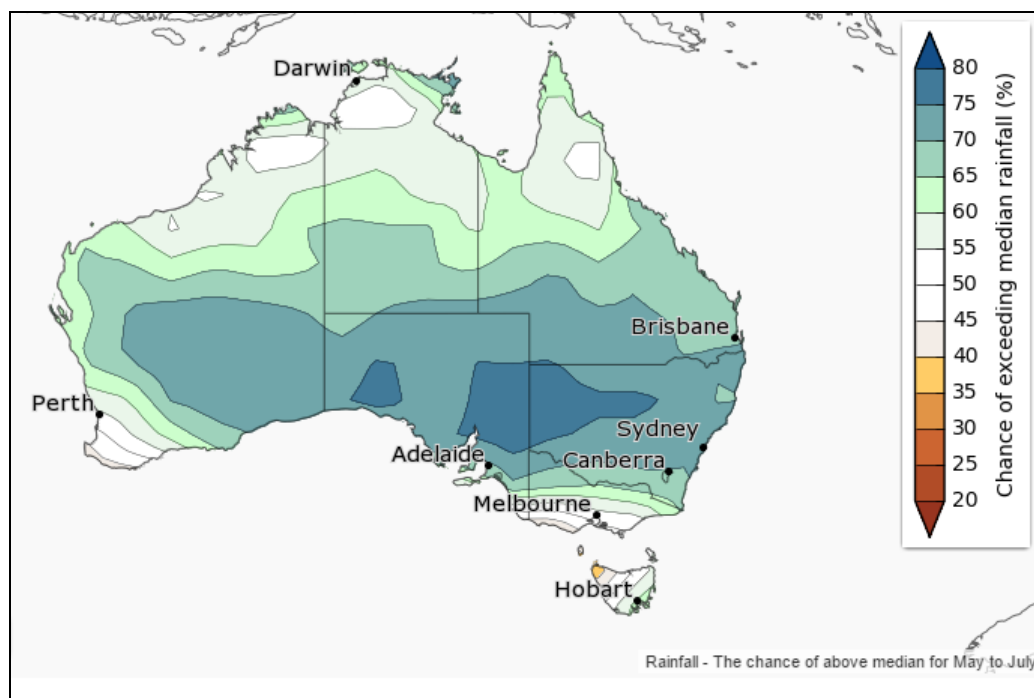 Darwin
Brisbane
Perth
Sydney
Adelaide
Canberra
Melbourne
Hobart
80
75
70
65
60
55
50
45
40
35
30
25
20
Chance of exceeding median rainfall (%)
Rainfall - The chance of above median for May to July